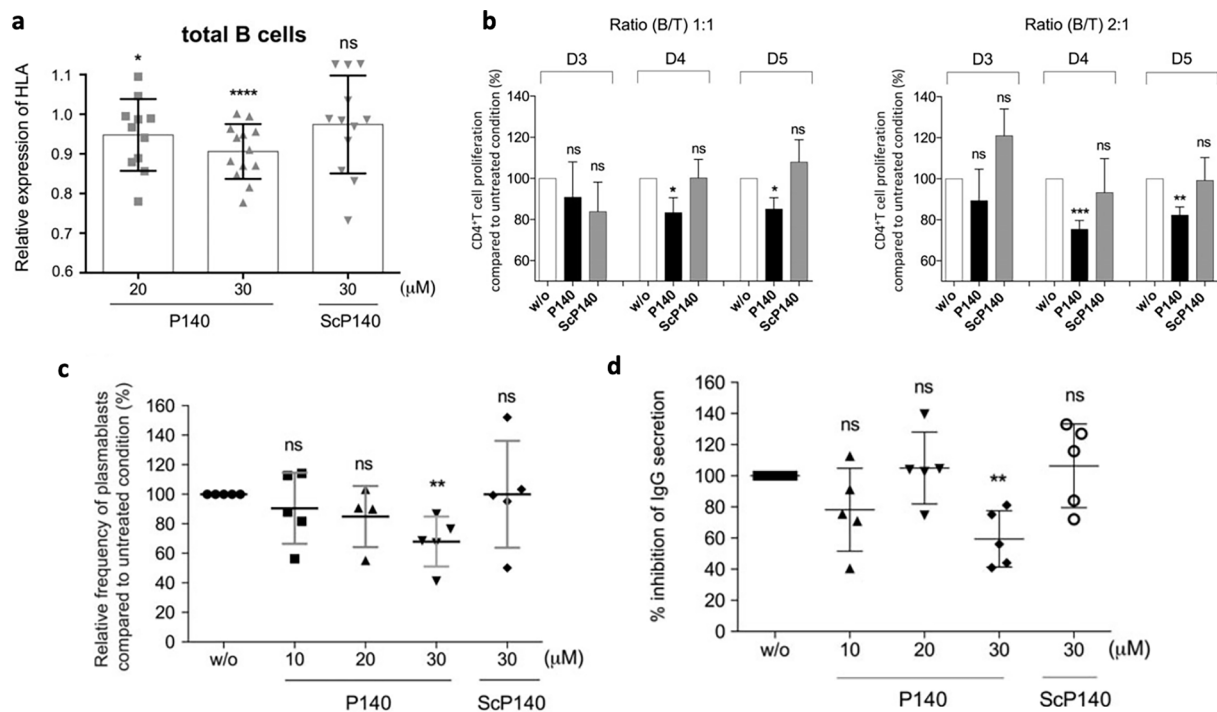 a
total B cells
Relative expression of HLA
1.1
1.0
0.9
0.8
0.7
0.6
*
****
ns
20
30
30
(μM)
P140
ScP140
b
Ratio (B/T) 1:1
D3
D4
D5
CD4⁺T cell proliferation
compared to untreated condition (%)
140
120
100
80
60
ns
ns
*
ns
*
ns
w/o
P140
ScP140
w/o
P140
ScP140
w/o
P140
ScP140
Ratio (B/T) 2:1
D3
D4
D5
CD4⁺T cell proliferation
compared to untreated condition (%)
140
120
100
80
60
ns
ns
***
ns
**
ns
w/o
P140
ScP140
w/o
P140
ScP140
w/o
P140
ScP140
c
Relative frequency of plasmablasts
compared to untreated condition (%)
160
140
120
100
80
60
40
20
0
ns
ns
**
ns
w/o
10
20
30
30
(μM)
P140
ScP140
d
% inhibition of IgG secretion
160
140
120
100
80
60
40
20
0
ns
ns
**
ns
w/o
10
20
30
30
(μM)
P140
ScP140